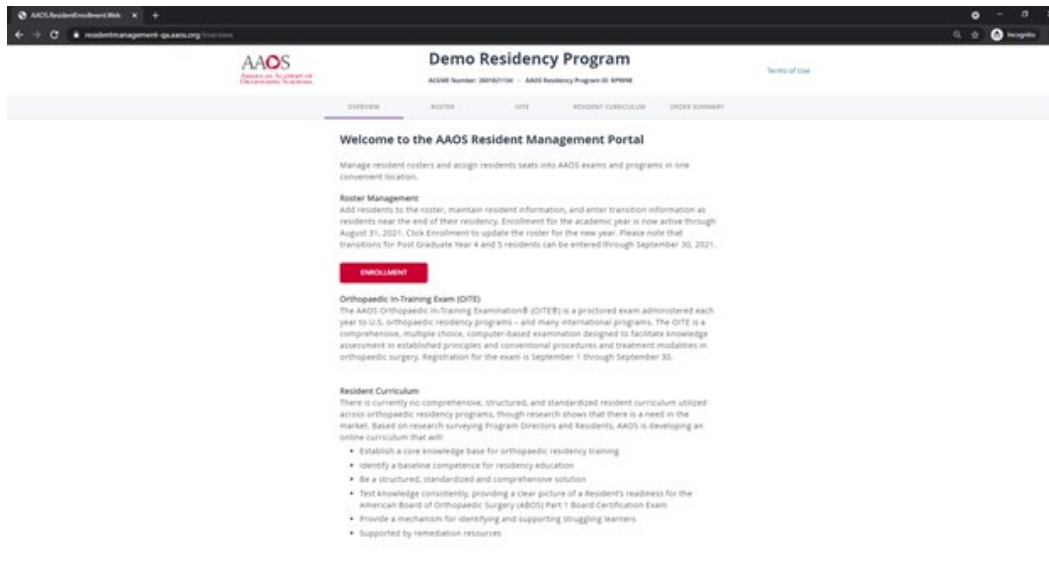 AAOS.ResidentEnrollment.Web
residentmanagement-qa.aaos.org/overview
Incognito
AAOS
American Academy of
Orthopaedic Surgeons
Demo Residency Program
AAOS Residency Program ID: RP9998
Terms of Use
OVERVIEW ROSTER OITE RESIDENT CURRICULUM ORDER SUMMARY
Welcome to the AAOS Resident Management Portal
Manage resident rosters and assign residents seats into AAOS exams and programs in one
convenient location.
Roster Management
Add residents to the roster, maintain resident information, and enter transition information as
residents near the end of their residency. Enrollment for the academic year is now active through
August 31, 2021. Click Enrollment to update the roster for the new year. Please note that
transitions for Post Graduate Year 4 and 5 residents can be entered through September 30, 2021.
ENROLLMENT
Orthopaedic In-Training Exam (OITE)
The AAOS Orthopaedic In-Training Examination® (OITE®) is a proctored exam administered each
year to U.S. orthopaedic residency programs – and many international programs. The OITE is a
comprehensive, multiple choice, computer-based examination designed to facilitate knowledge
assessment in established principles and conventional procedures and treatment modalities in
orthopaedic surgery. Registration for the exam is September 1 through September 30.
Resident Curriculum
There is currently no comprehensive, structured, and standardized resident curriculum utilized
across orthopaedic residency programs, though research shows that there is a need in the
market. Based on research surveying Program Directors and Residents, AAOS is developing an
online curriculum that will:
• Establish a core knowledge base for orthopaedic residency training
• Identify a baseline competence for residency education
• Be a structured, standardized and comprehensive solution
• Test knowledge consistently, providing a clear picture of a Resident's readiness for the
American Board of Orthopaedic Surgery (ABOS) Part 1 Board Certification Exam
• Provide a mechanism for identifying and supporting struggling learners
• Supported by remediation resources